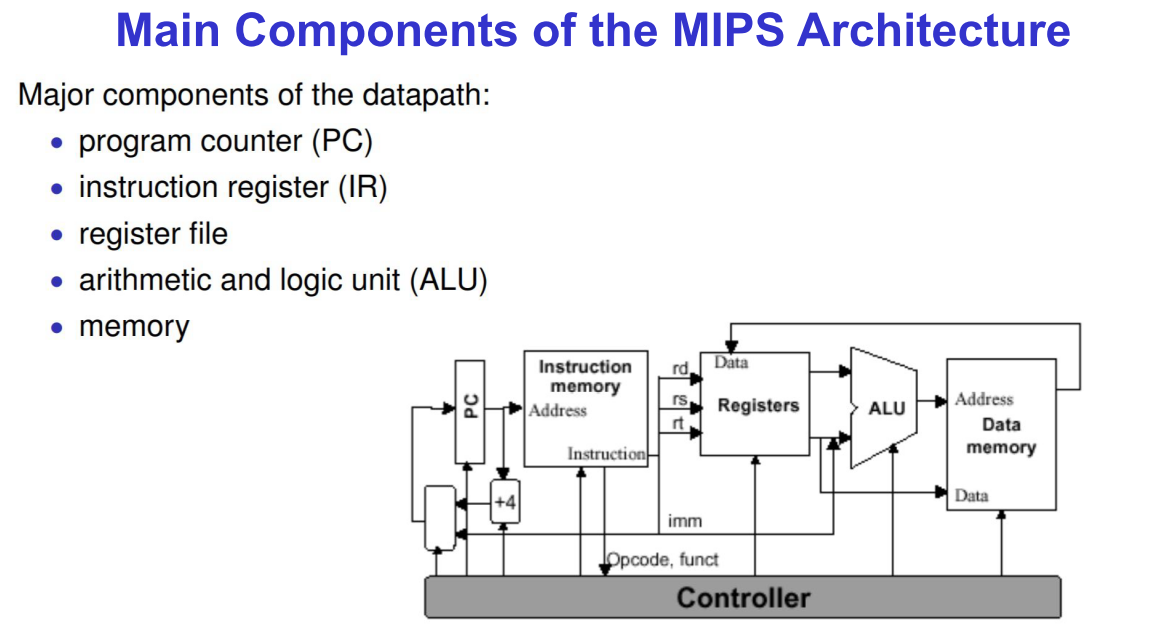 Main Components of the MIPS Architecture
Major components of the datapath:
• program counter (PC)
• instruction register (IR)
• register file
• arithmetic and logic unit (ALU)
• memory
PC
+4
Instruction
memory
Address
Instruction
rd
rs
rt
imm
Opcode, funct
Data
Registers
ALU
Address
Data
memory
Data
Controller